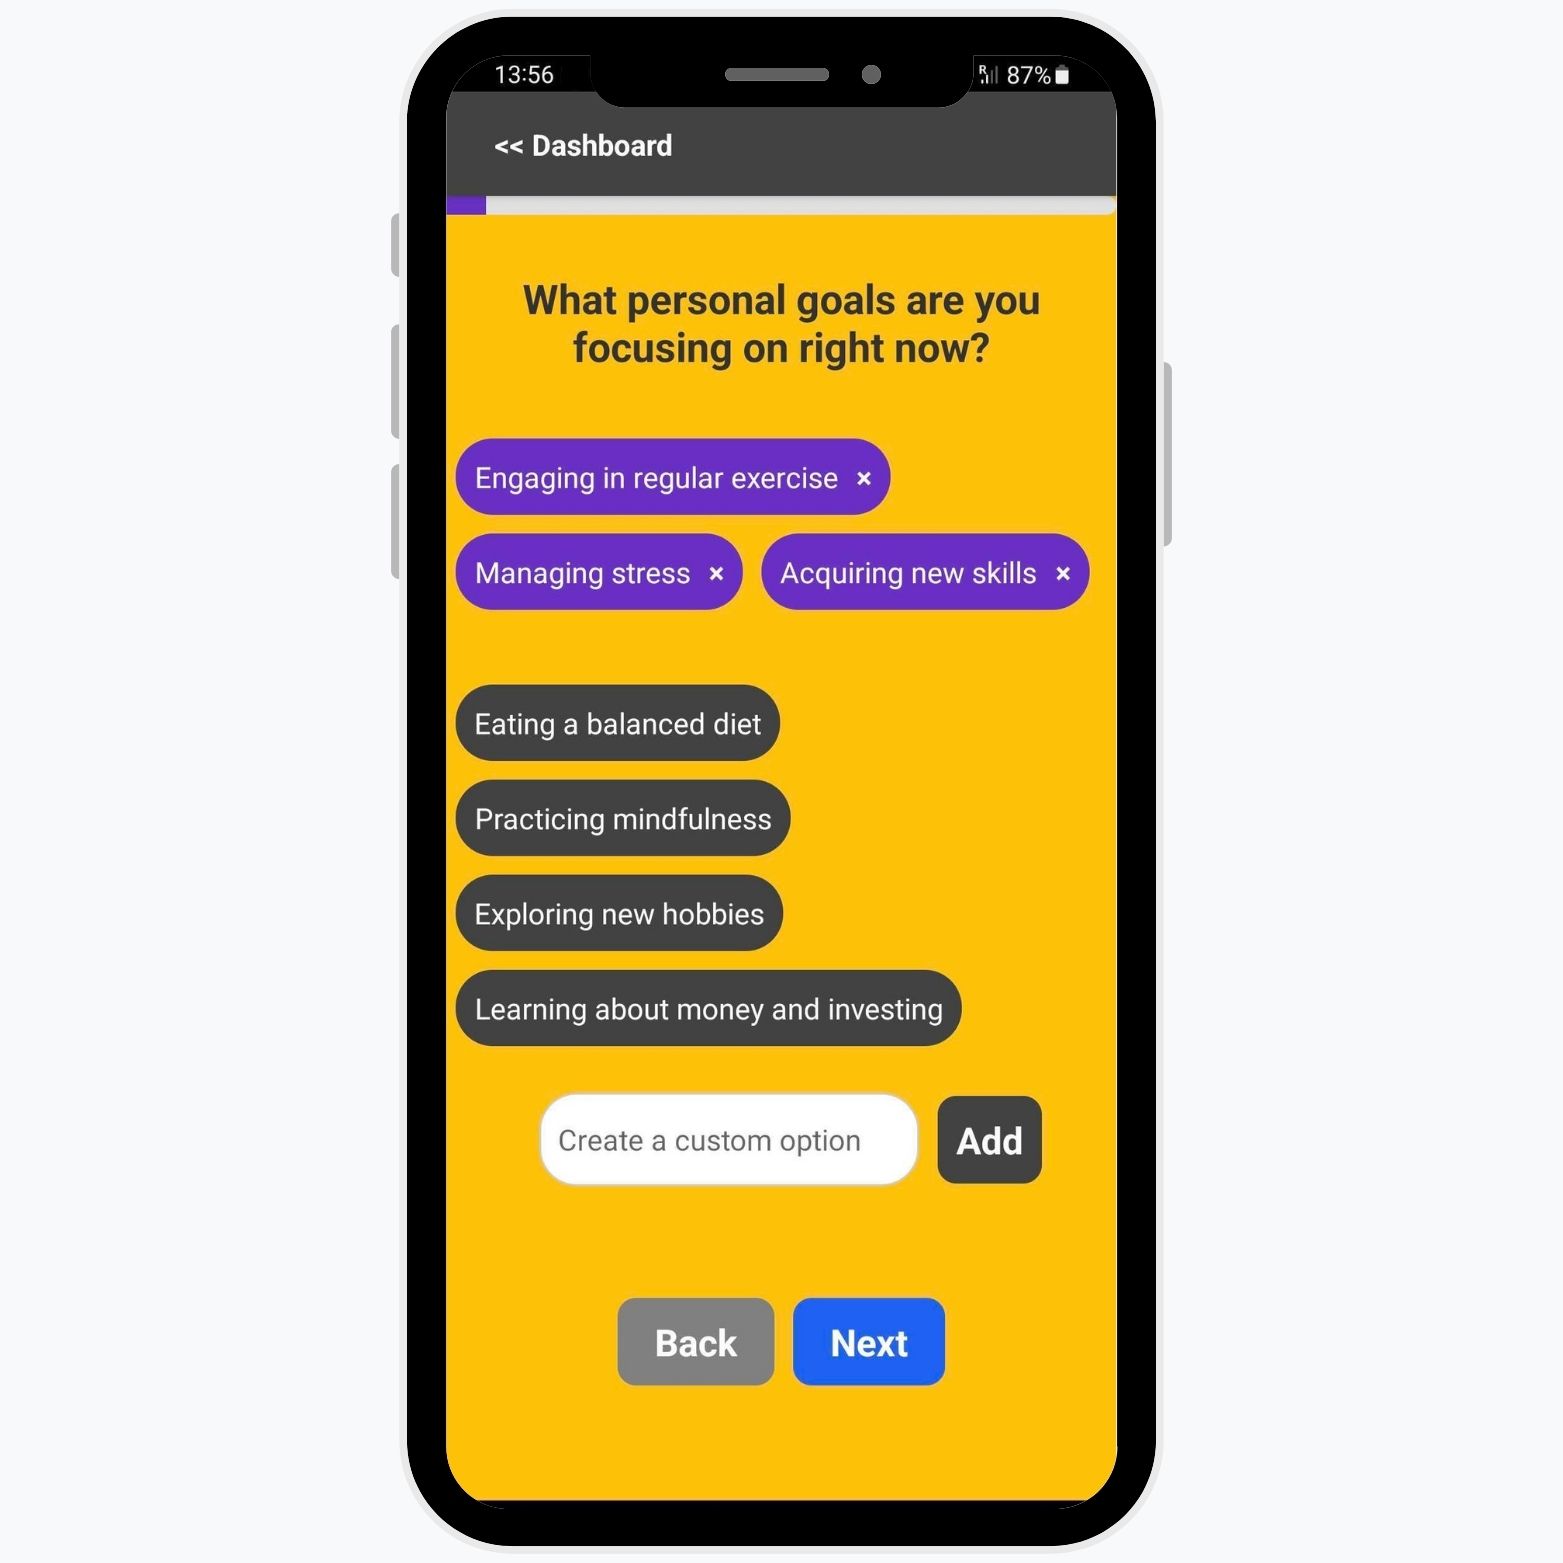 13:56
R 87%
<< Dashboard
What personal goals are you
focusing on right now?
Engaging in regular exercise ×
Managing stress ×
Acquiring new skills ×
Eating a balanced diet
Practicing mindfulness
Exploring new hobbies
Learning about money and investing
Create a custom option
Add
Back
Next